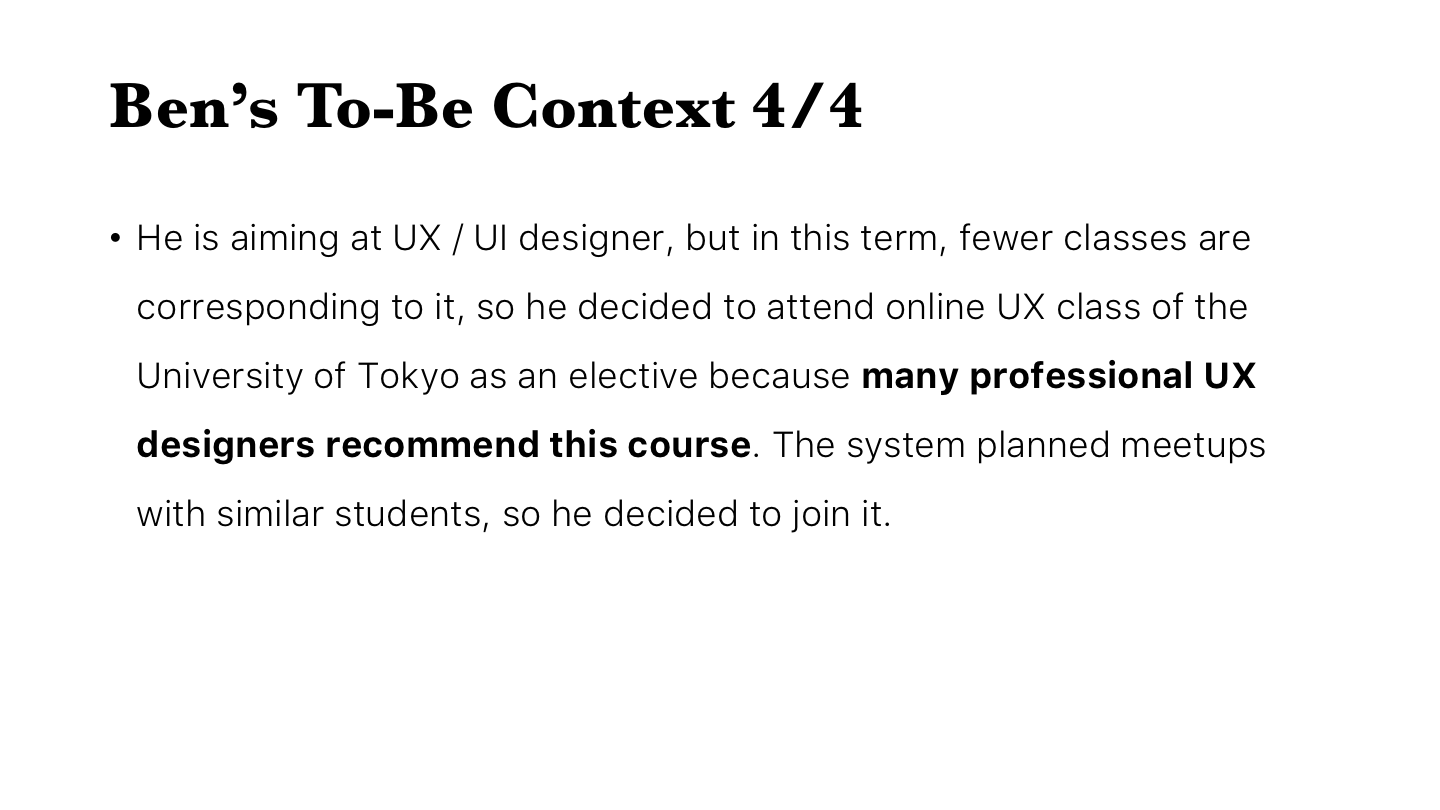 Ben’s To-Be Context 4/4
• He is aiming at UX / UI designer, but in this term, fewer classes are
corresponding to it, so he decided to attend online UX class of the
University of Tokyo as an elective because many professional UX
designers recommend this course. The system planned meetups
with similar students, so he decided to join it.